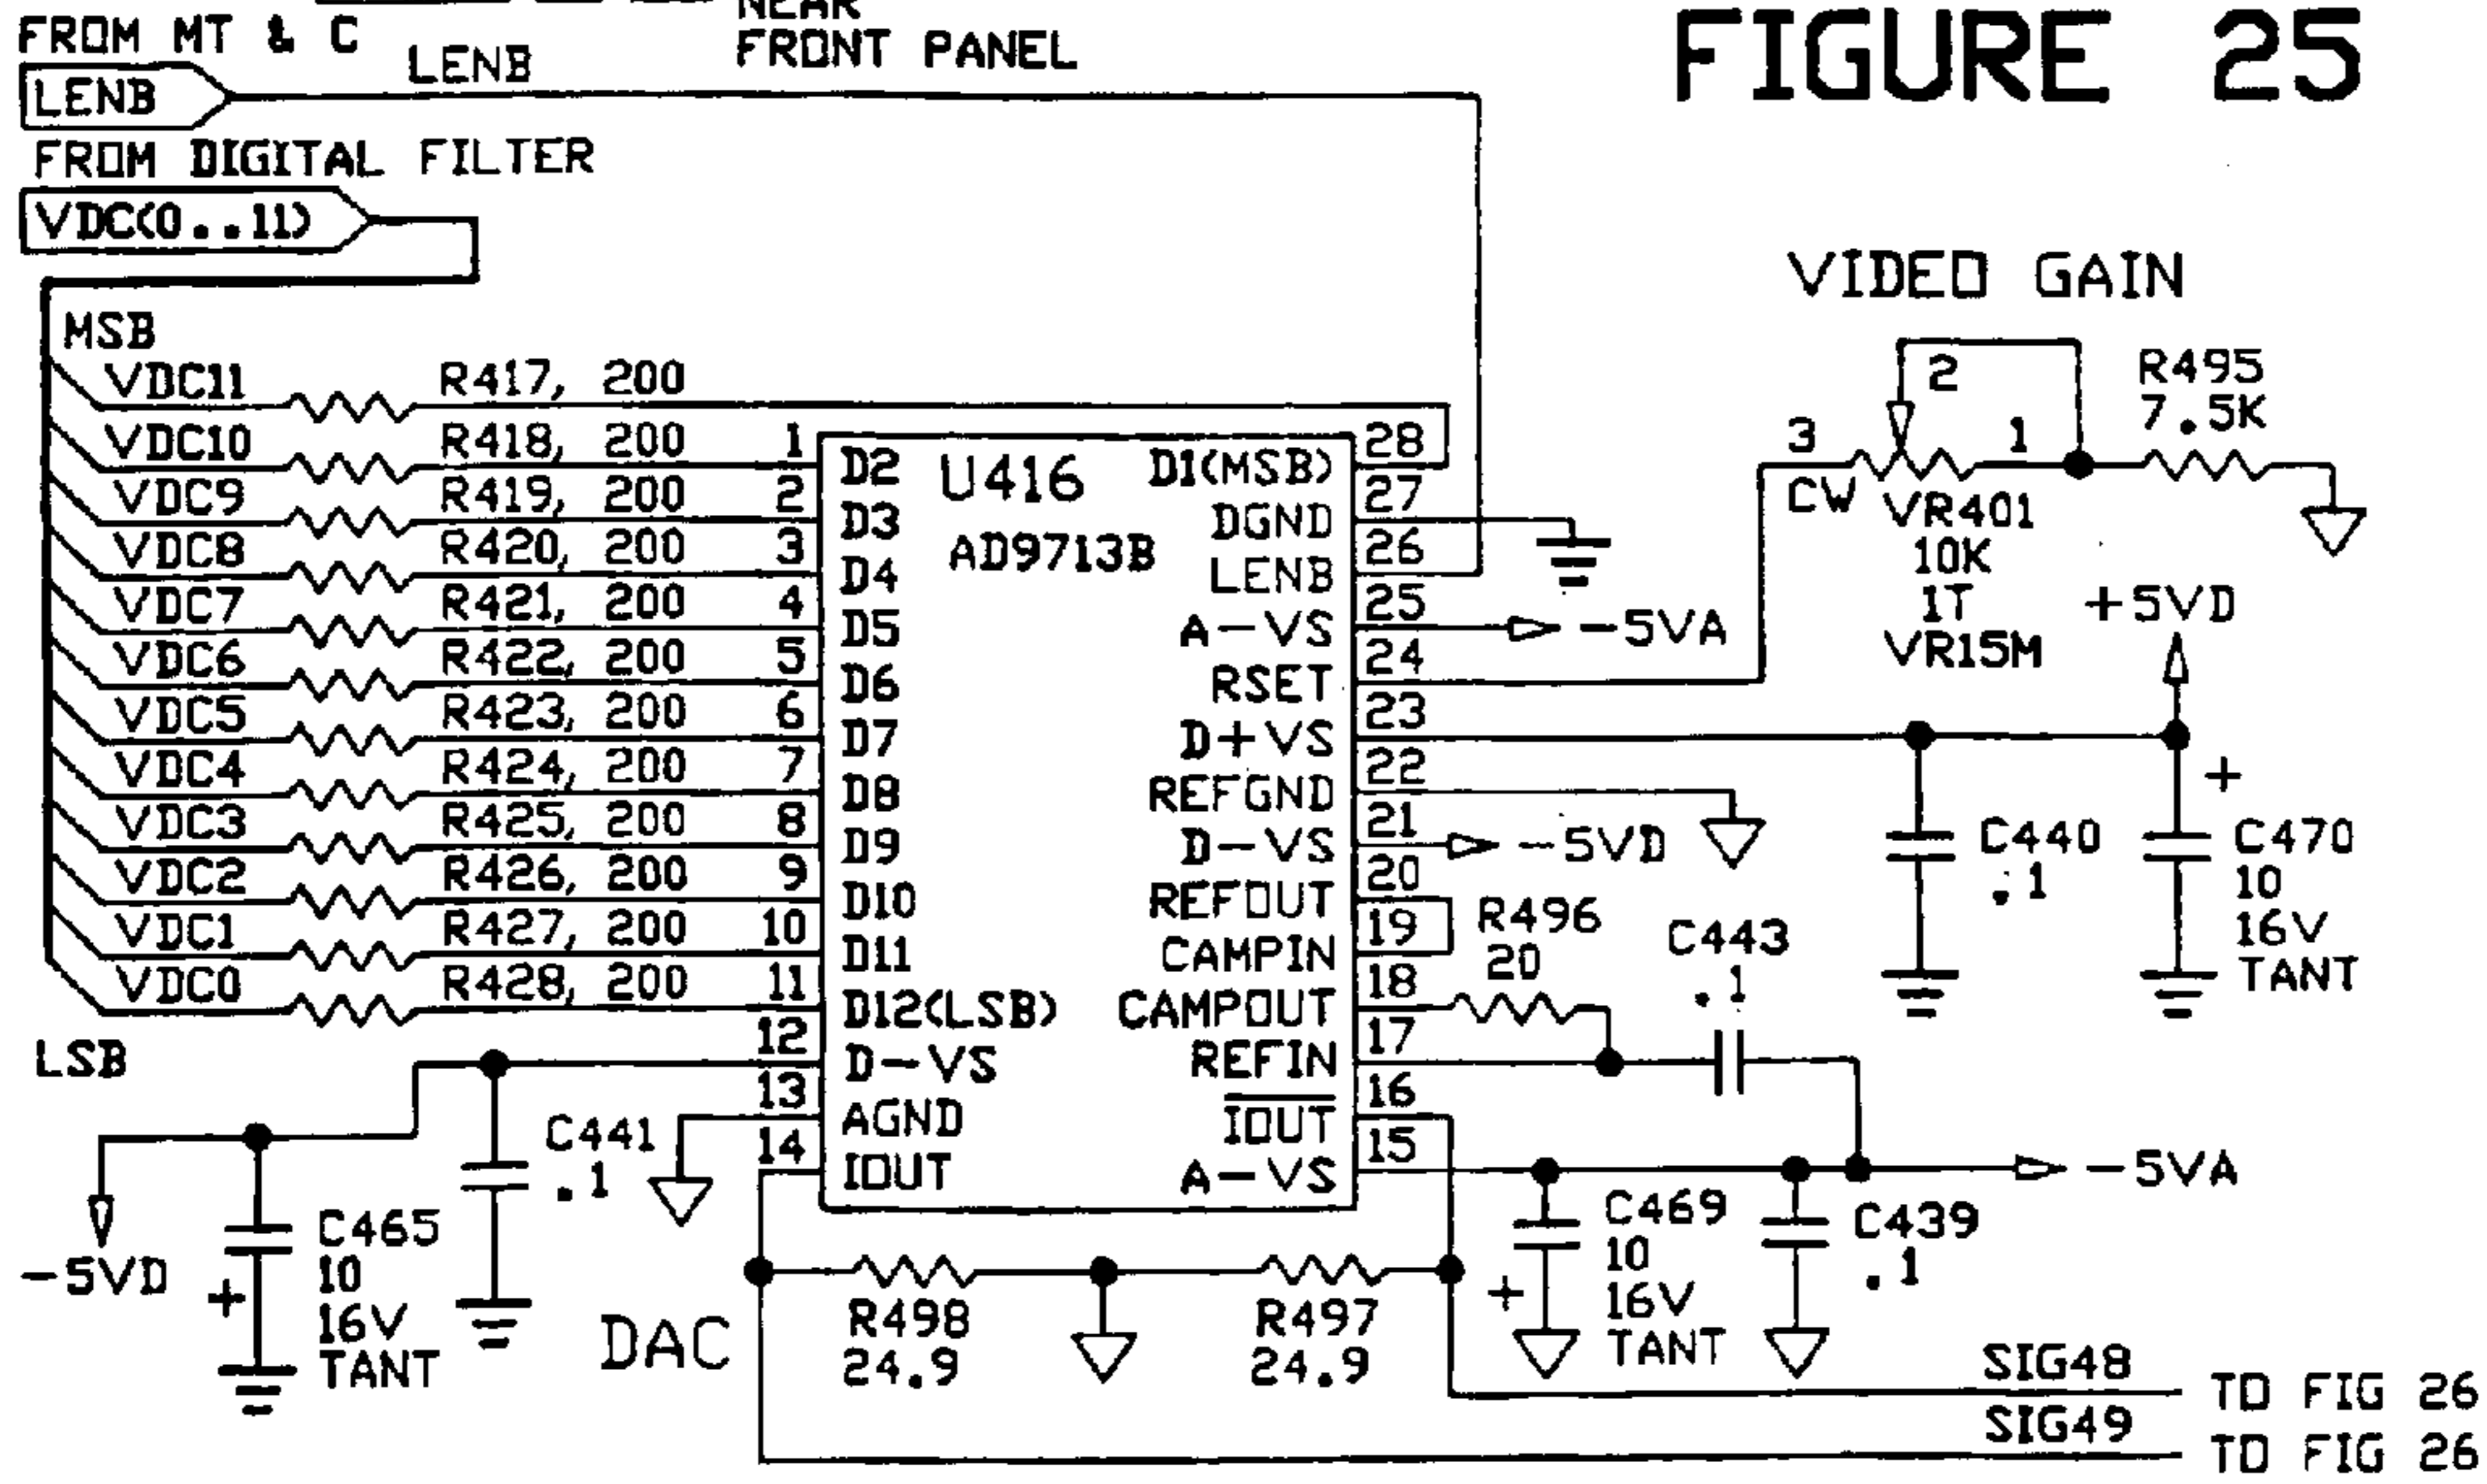 NEAR
FRONT PANEL
FIGURE 25
FROM MT & C
LENB
LENB
FROM DIGITAL FILTER
VDC(0..11)
MSB
VDC11 R417, 200
VDC10 R418, 200 1
VDC9 R419, 200 2
VDC8 R420, 200 3
VDC7 R421, 200 4
VDC6 R422, 200 5
VDC5 R423, 200 6
VDC4 R424, 200 7
VDC3 R425, 200 8
VDC2 R426, 200 9
VDC1 R427, 200 10
VDC0 R428, 200 11
LSB
12
13
14
U416
AD9713B
D2
D3
D4
D5
D6
D7
D8
D9
D10
D11
D12(LSB)
D-VS
AGND
IOUT
D1(MSB) 28
DGND 27
LENB 26
A-VS 25
RSET 24
D+VS 23
REFGND 22
D-VS 21
REFOUT 20
CAMPIN 19
CAMPOUT 18
REFIN 17
IOUT 16
A-VS 15
VIDEO GAIN
2
3
1
CW
VR401
10K
1T
VR15M
R495
7.5K
-5VA
+5VD
-5VD
C440
.1
+
C470
10
16V
TANT
R496
20
C443
.1
-5VA
C469
10
16V
TANT
+
C439
.1
-5VD
C465
10
16V
TANT
+
C441
.1
DAC
R498
24.9
R497
24.9
SIG48
TO FIG 26
SIG49
TO FIG 26